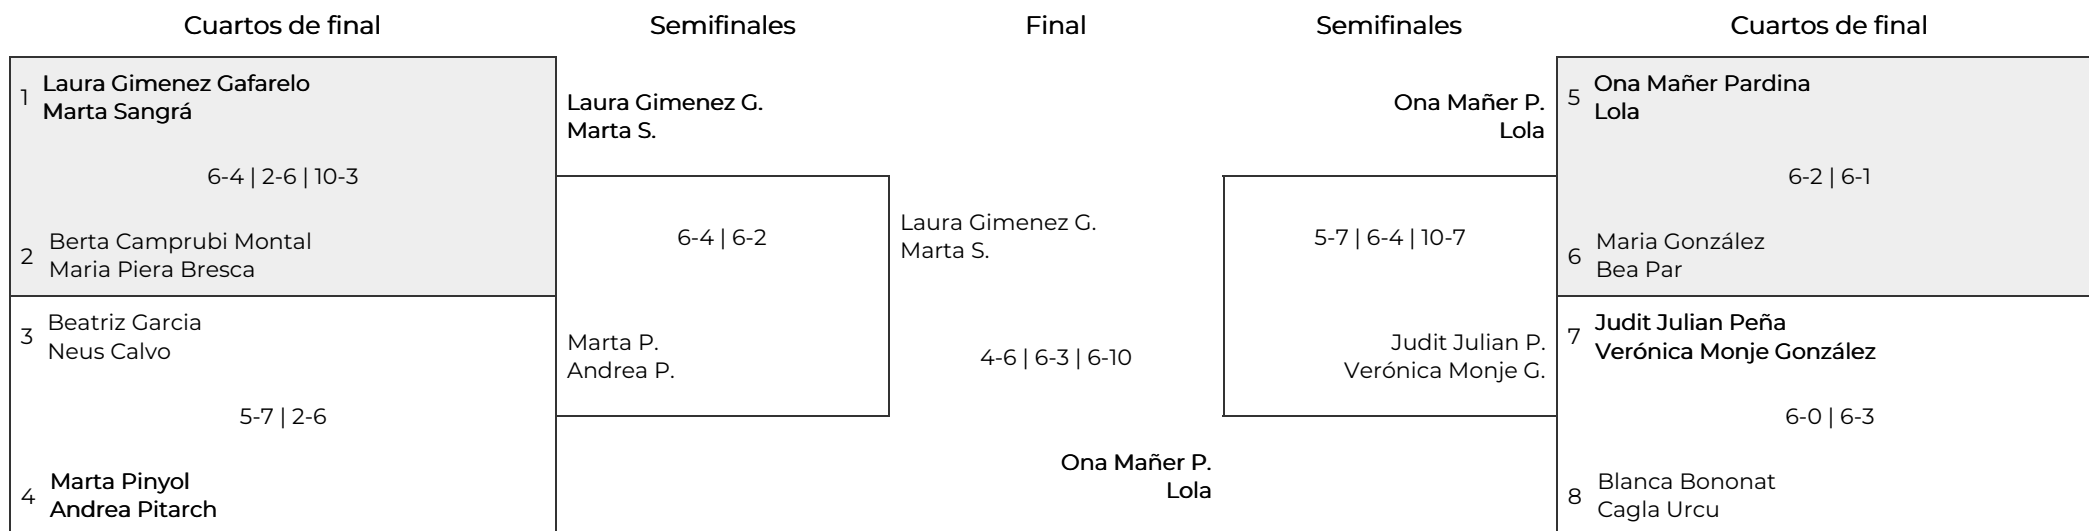 Cuartos de final
Semifinales
Final
Semifinales
Cuartos de final
1
Laura Gimenez Gafarelo
Marta Sangrá
6-4 | 2-6 | 10-3
2
Berta Camprubi Montal
Maria Piera Bresca
3
Beatriz Garcia
Neus Calvo
5-7 | 2-6
4
Marta Pinyol
Andrea Pitarch
Laura Gimenez G.
Marta S.
6-4 | 6-2
Marta P.
Andrea P.
Laura Gimenez G.
Marta S.
4-6 | 6-3 | 6-10
Ona Mañer P.
Lola
Ona Mañer P.
Lola
5-7 | 6-4 | 10-7
Judit Julian P.
Verónica Monje G.
5
Ona Mañer Pardina
Lola
6-2 | 6-1
6
Maria González
Bea Par
7
Judit Julian Peña
Verónica Monje González
6-0 | 6-3
8
Blanca Bononat
Cagla Urcu